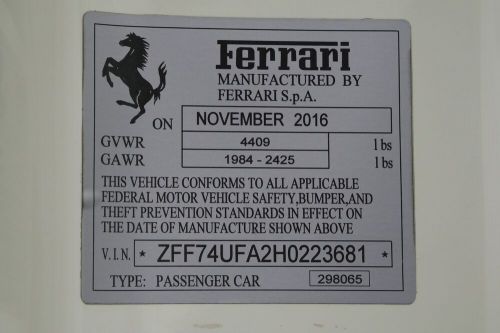 Ferrari
MANUFACTURED BY
FERRARI S.p.A.
ON NOVEMBER 2016
GVWR 4409 lbs
GAWR 1984 - 2425 lbs
THIS VEHICLE CONFORMS TO ALL APPLICABLE
FEDERAL MOTOR VEHICLE SAFETY,BUMPER,AND
THEFT PREVENTION STANDARDS IN EFFECT ON
THE DATE OF MANUFACTURE SHOWN ABOVE
V.I.N. * ZFF74UFA2H0223681 *
TYPE: PASSENGER CAR 298065